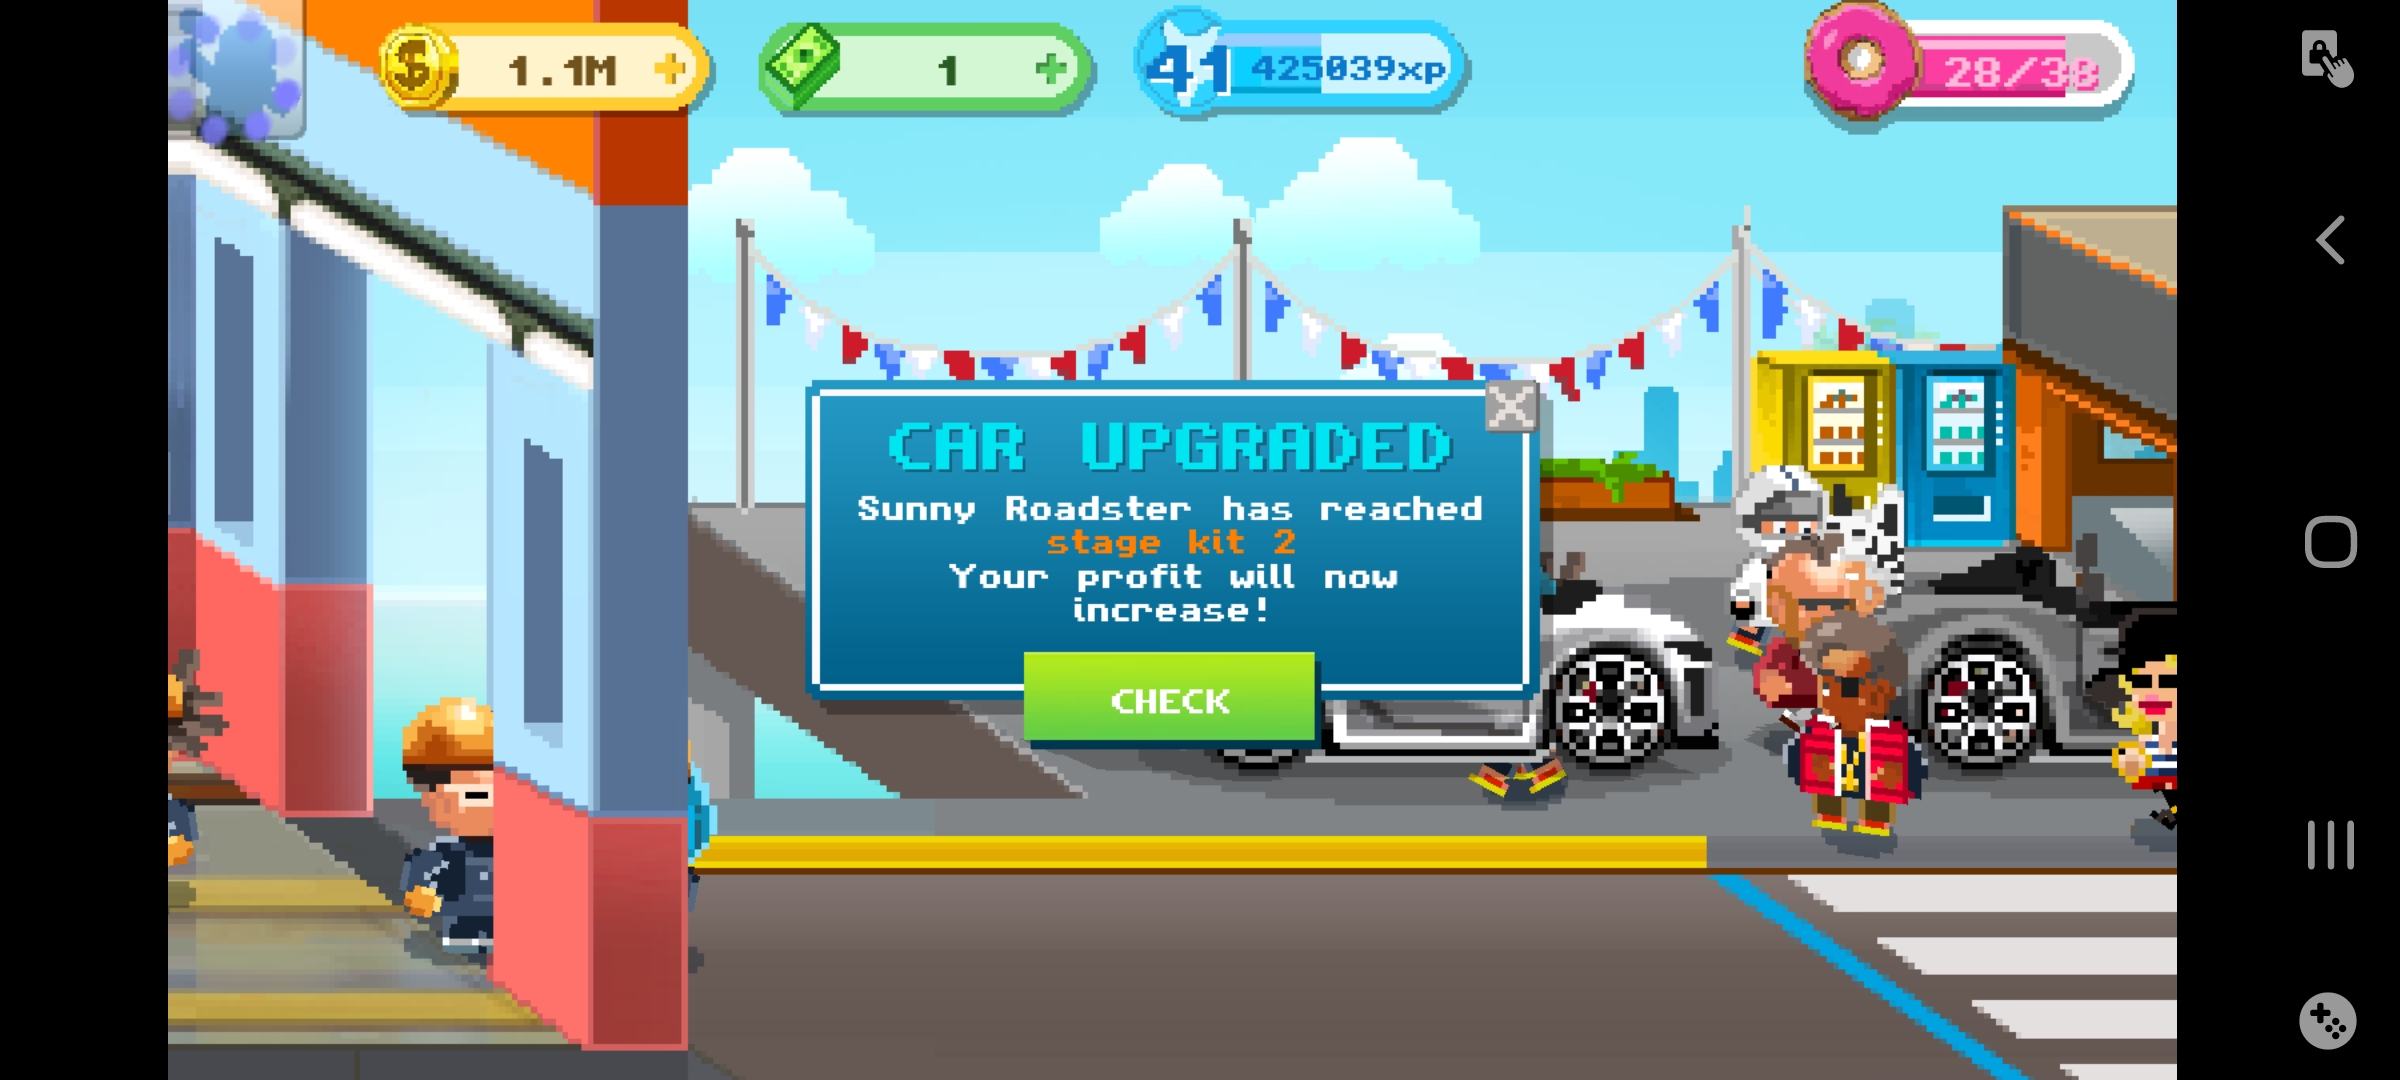 1.1M
1
41 425039xp
28/38
CAR UPGRADED
Sunny Roadster has reached
stage kit 2
Your profit will now
increase!
CHECK